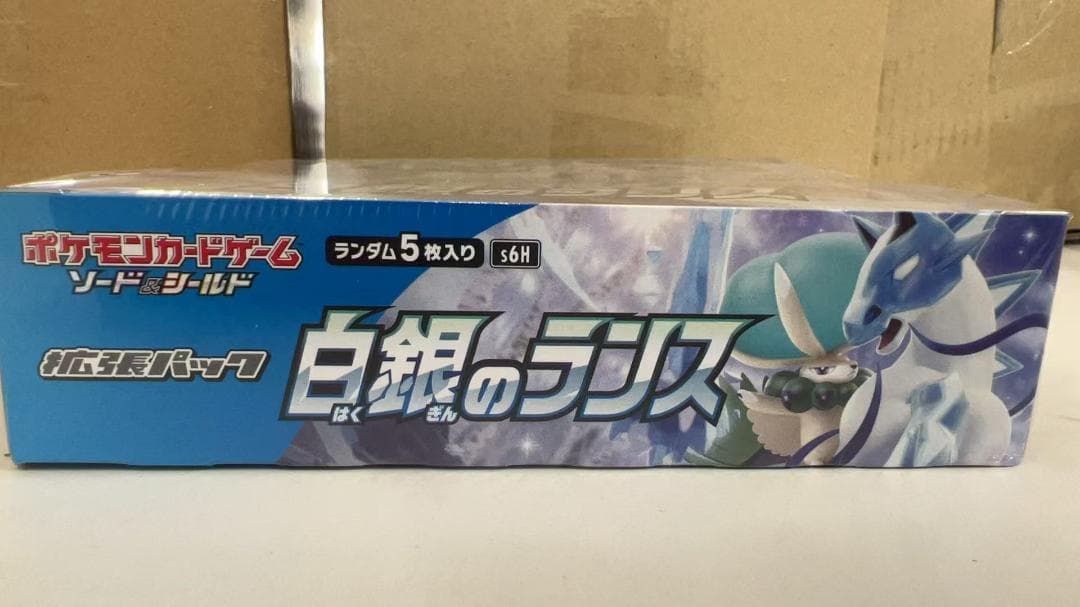 ポケモンカードゲーム
ソード&シールド
ランダム5枚入り s6H
拡張パック
白銀のランス
はく ぎん